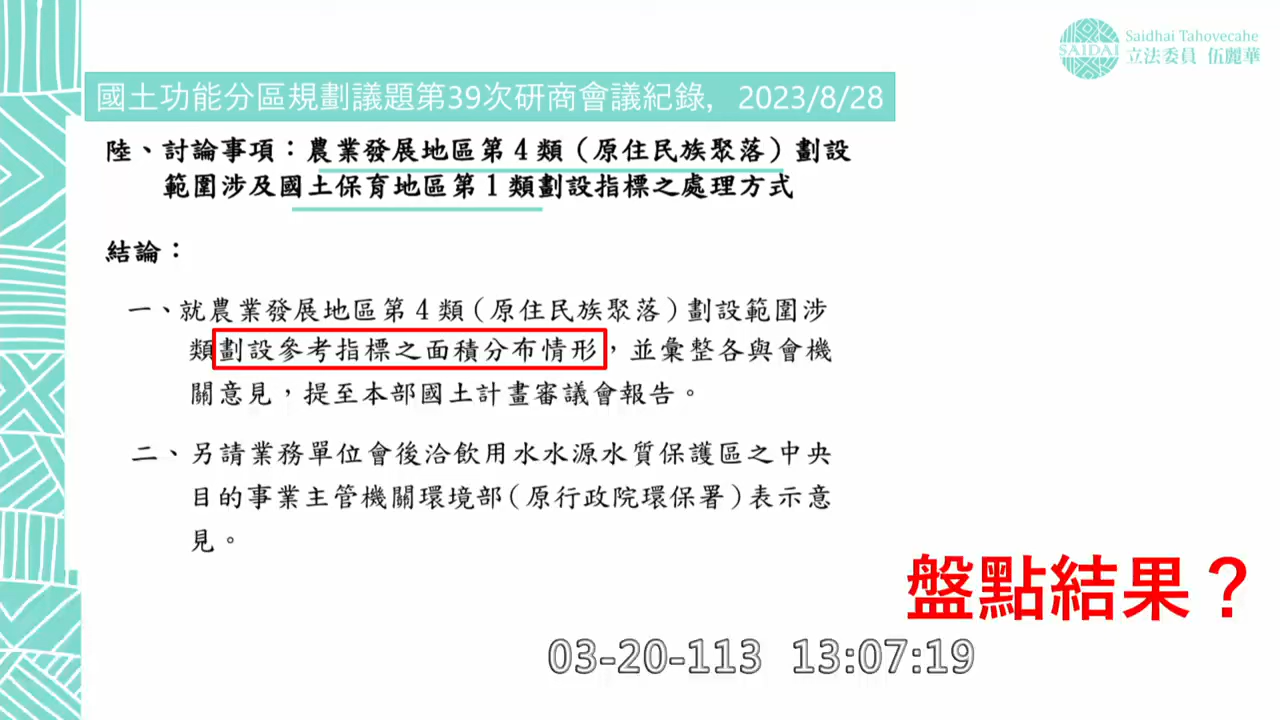 Saidhai Tahovecahe
SAIDAI
立法委員 伍麗華
國土功能分區規劃議題第39次研商會議紀錄，2023/8/28
陸、討論事項：農業發展地區第4類（原住民族聚落）劃設
範圍涉及國土保育地區第1類劃設指標之處理方式
結論：
一、就農業發展地區第4類（原住民族聚落）劃設範圍涉
類劃設參考指標之面積分布情形，並彙整各與會機
關意見，提至本部國土計畫審議會報告。
二、另請業務單位會後洽飲用水水源水質保護區之中央
目的事業主管機關環境部（原行政院環保署）表示意
見。
盤點結果？
03-20-113 13:07:19